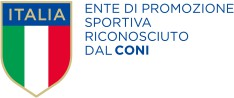 ITALIA
ENTE DI PROMOZIONE
SPORTIVA
RICONOSCIUTO
DAL CONI